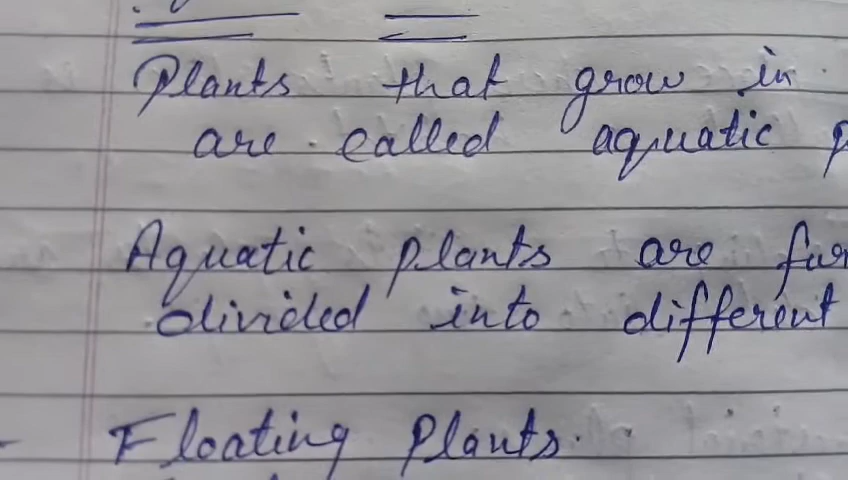 Plants that grow in
are called aquatic
Aquatic plants are
divided into different
Floating Plants.